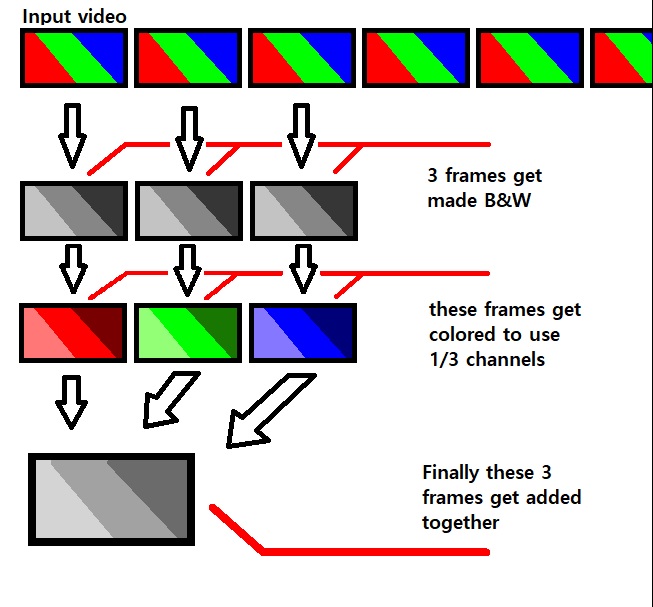 Input video
3 frames get
made B&W
these frames get
colored to use
1/3 channels
Finally these 3
frames get added
together